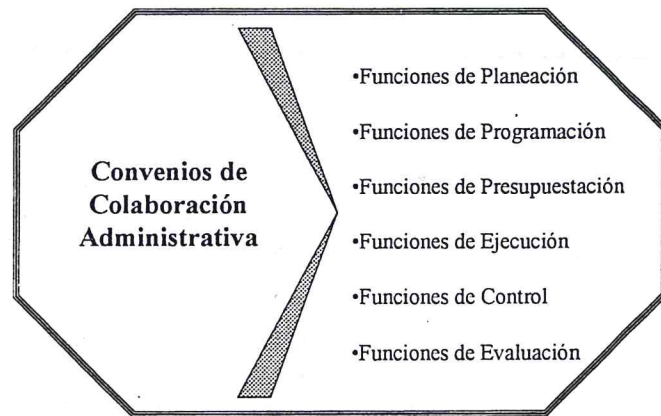 Convenios de
Colaboración
Administrativa
•Funciones de Planeación
•Funciones de Programación
•Funciones de Presupuestación
•Funciones de Ejecución
•Funciones de Control
•Funciones de Evaluación